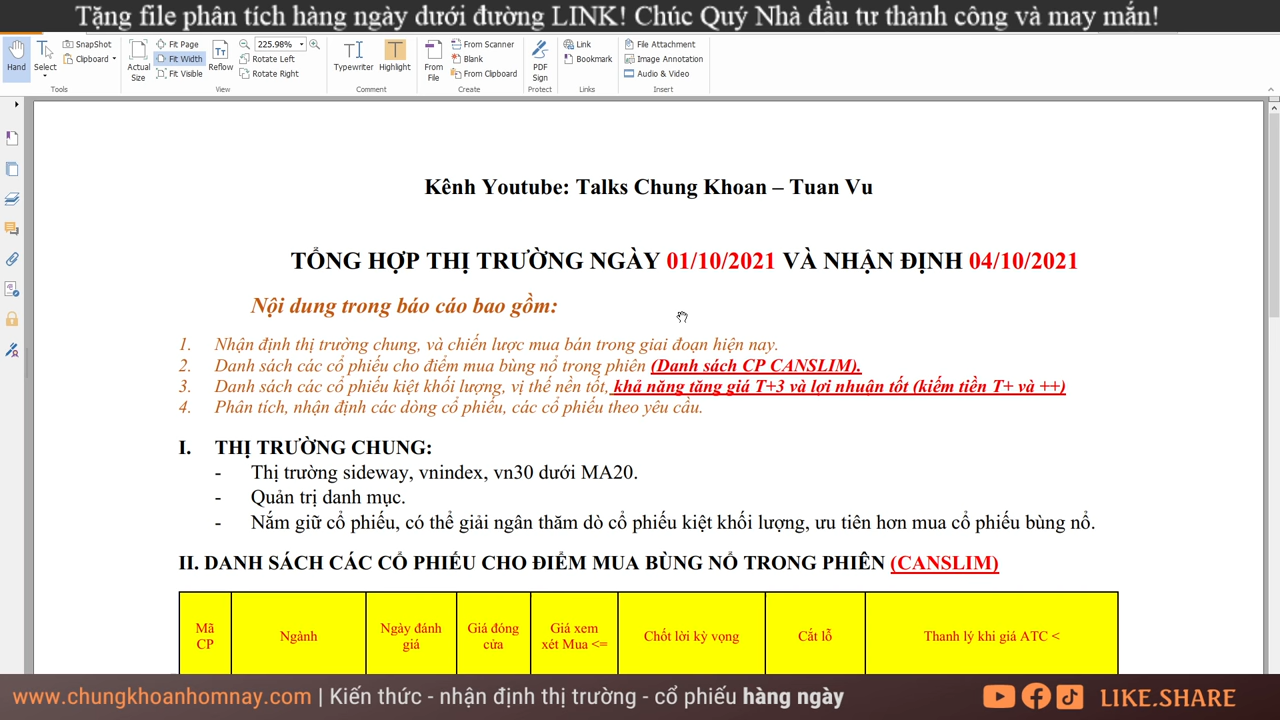 Tặng file phân tích hàng ngày dưới đường LINK! Chúc Quý Nhà đầu tư thành công và may mắn!
Hand
Select
SnapShot
Clipboard
Tools
Actual Size
Fit Page
Fit Width
Fit Visible
Reflow
225.98%
Rotate Left
Rotate Right
View
Typewriter
Highlight
Comment
From File
From Scanner
Blank
From Clipboard
Create
PDF Sign
Protect
Link
Bookmark
Links
File Attachment
Image Annotation
Audio & Video
Insert
Kênh Youtube: Talks Chung Khoan – Tuan Vu
TỔNG HỢP THỊ TRƯỜNG NGÀY 01/10/2021 VÀ NHẬN ĐỊNH 04/10/2021
Nội dung trong báo cáo bao gồm:
1. Nhận định thị trường chung, và chiến lược mua bán trong giai đoạn hiện nay.
2. Danh sách các cổ phiếu cho điểm mua bùng nổ trong phiên (Danh sách CP CANSLIM).
3. Danh sách các cổ phiếu kiệt khối lượng, vị thế nền tốt, khả năng tăng giá T+3 và lợi nhuận tốt (kiếm tiền T+ và ++)
4. Phân tích, nhận định các dòng cổ phiếu, các cổ phiếu theo yêu cầu.
I. THỊ TRƯỜNG CHUNG:
- Thị trường sideway, vnindex, vn30 dưới MA20.
- Quản trị danh mục.
- Nắm giữ cổ phiếu, có thể giải ngân thăm dò cổ phiếu kiệt khối lượng, ưu tiên hơn mua cổ phiếu bùng nổ.
II. DANH SÁCH CÁC CỔ PHIẾU CHO ĐIỂM MUA BÙNG NỔ TRONG PHIÊN (CANSLIM)
Mã CP
Ngành
Ngày đánh giá
Giá đóng cửa
Giá xem xét Mua <=
Chốt lời kỳ vọng
Cắt lỗ
Thanh lý khi giá ATC <
www.chungkhoanhomnay.com | Kiến thức - nhận định thị trường - cổ phiếu hàng ngày
LIKE.SHARE